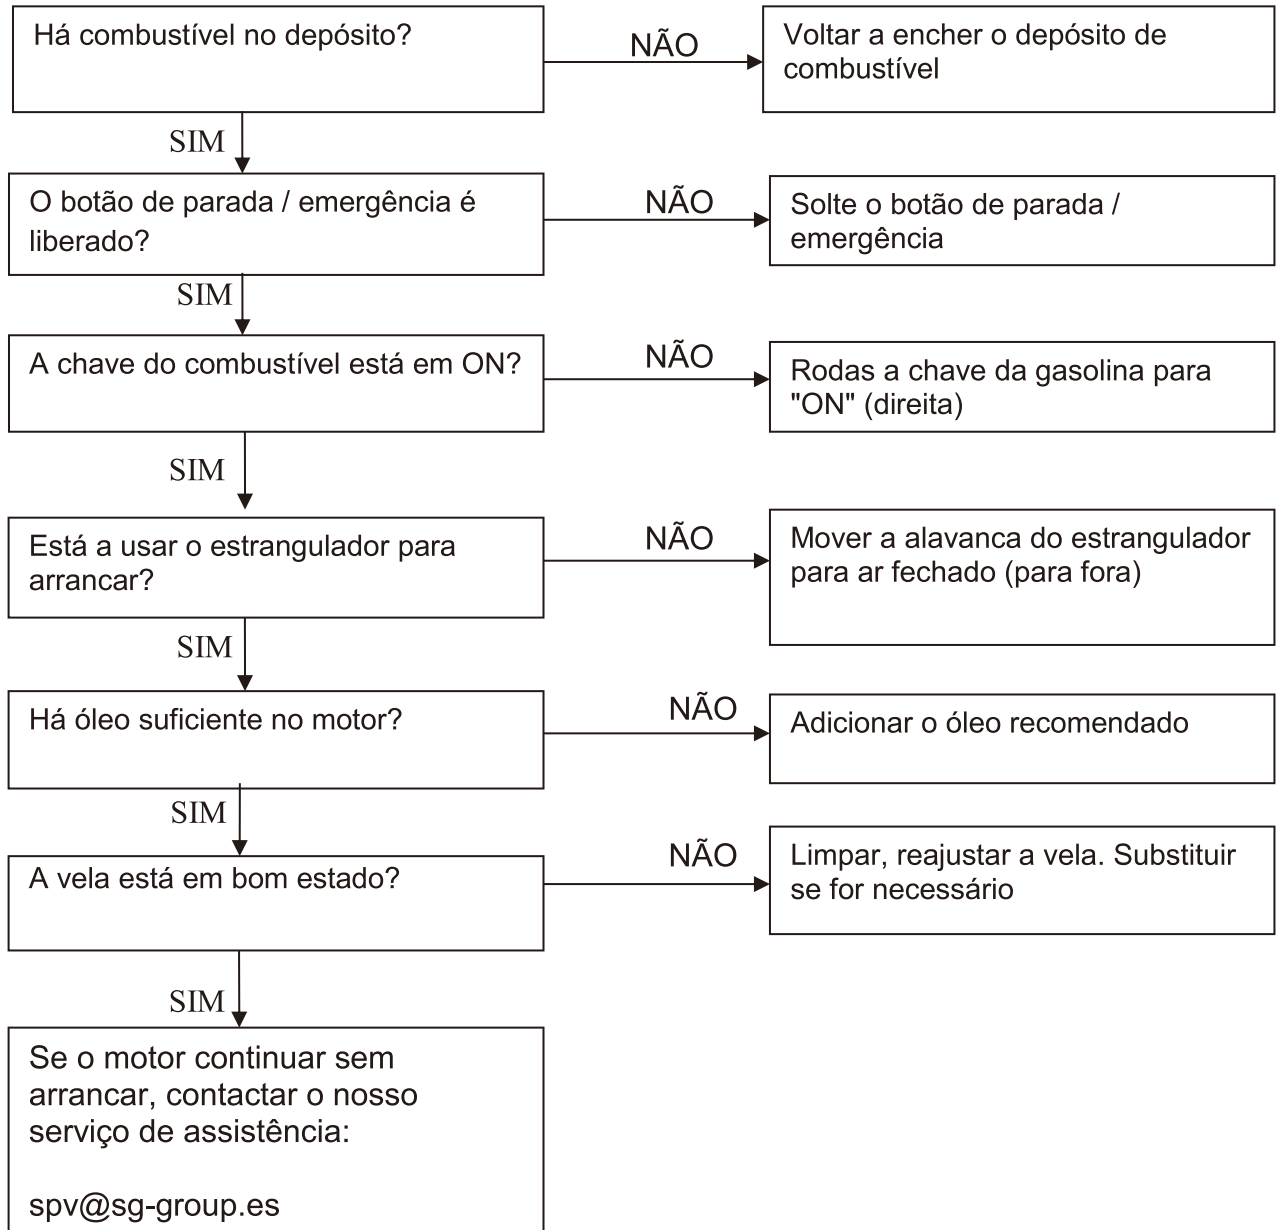 Há combustível no depósito?
NÃO
Voltar a encher o depósito de
combustível
SIM
O botão de parada / emergência é
liberado?
NÃO
Solte o botão de parada /
emergência
SIM
A chave do combustível está em ON?
NÃO
Rodas a chave da gasolina para
"ON" (direita)
SIM
Está a usar o estrangulador para
arrancar?
NÃO
Mover a alavanca do estrangulador
para ar fechado (para fora)
SIM
Há óleo suficiente no motor?
NÃO
Adicionar o óleo recomendado
SIM
A vela está em bom estado?
NÃO
Limpar, reajustar a vela. Substituir
se for necessário
SIM
Se o motor continuar sem
arrancar, contactar o nosso
serviço de assistência:
spv@sg-group.es